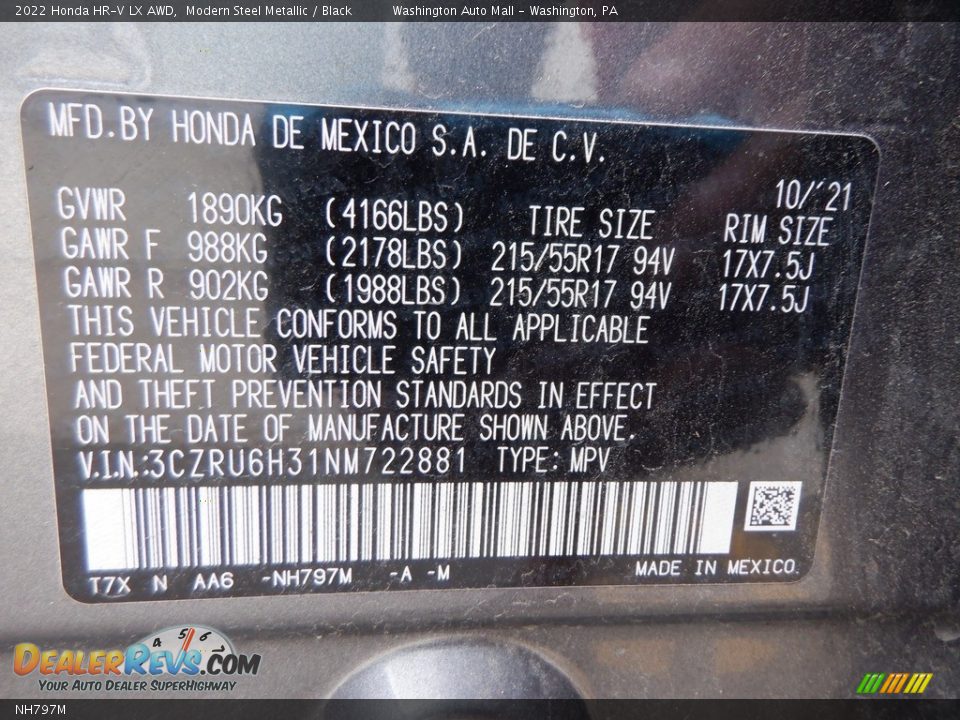 2022 Honda HR-V LX AWD, Modern Steel Metallic / Black Washington Auto Mall - Washington, PA
MFD.BY HONDA DE MEXICO S.A. DE C.V.
10/'21
GVWR 1890KG (4166LBS) TIRE SIZE RIM SIZE
GAWR F 988KG (2178LBS) 215/55R17 94V 17X7.5J
GAWR R 902KG (1988LBS) 215/55R17 94V 17X7.5J
THIS VEHICLE CONFORMS TO ALL APPLICABLE
FEDERAL MOTOR VEHICLE SAFETY
AND THEFT PREVENTION STANDARDS IN EFFECT
ON THE DATE OF MANUFACTURE SHOWN ABOVE.
V.I.N.:3CZRU6H31NM722881 TYPE: MPV
T7X N AA6 -NH797M -A -M MADE IN MEXICO.
4 5 6
DEALERREVS.COM
YOUR AUTO DEALER SUPERHIGHWAY
NH797M